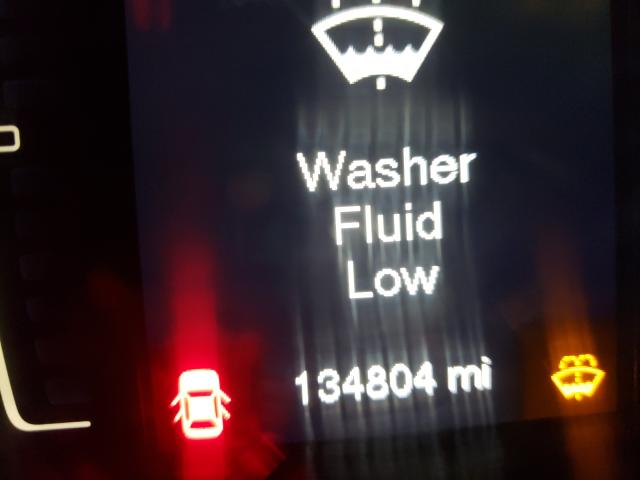 Washer
Fluid
Low
134804 mi